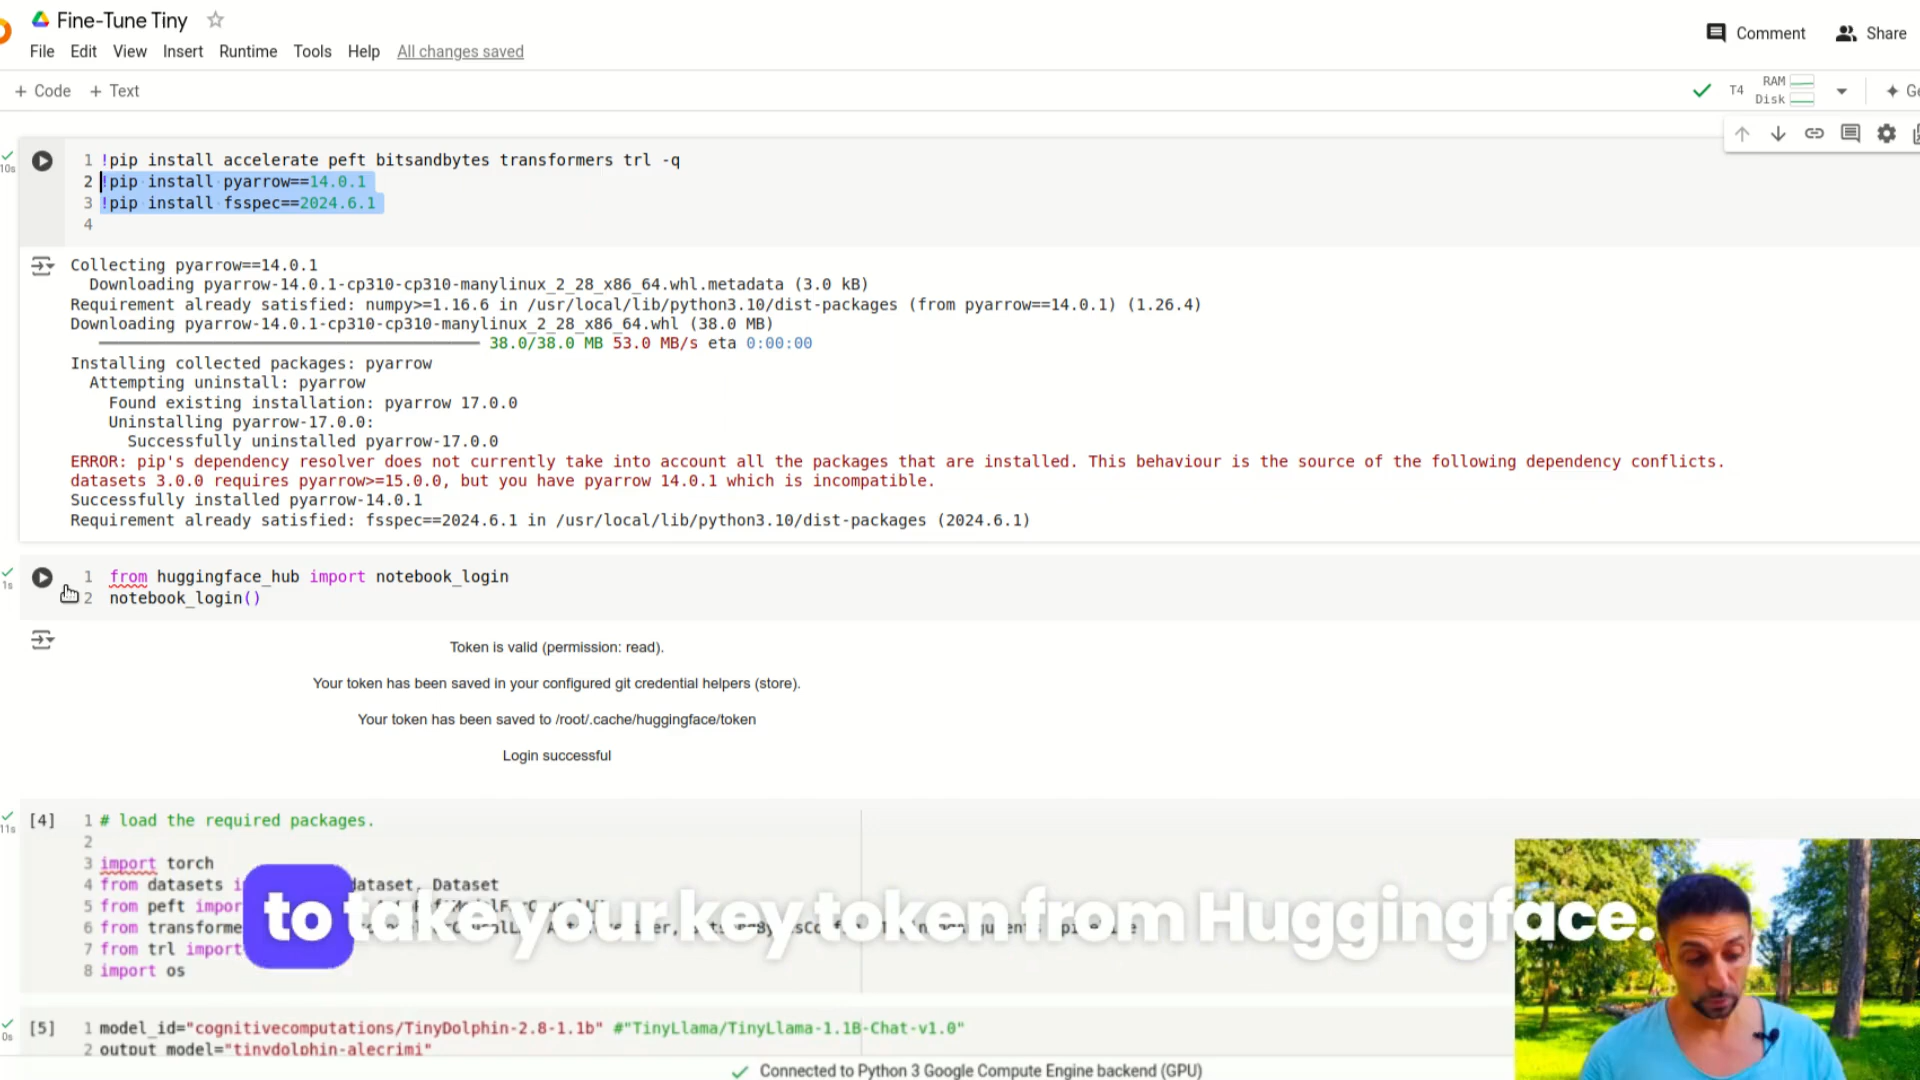 Fine-Tune Tiny
File Edit View Insert Runtime Tools Help All changes saved
Comment Share
+ Code + Text
T4 RAM Disk
10s
1 !pip install accelerate peft bitsandbytes transformers trl -q
2 !pip install pyarrow==14.0.1
3 !pip install fsspec==2024.6.1
4
Collecting pyarrow==14.0.1
Downloading pyarrow-14.0.1-cp310-cp310-manylinux_2_28_x86_64.whl.metadata (3.0 kB)
Requirement already satisfied: numpy>=1.16.6 in /usr/local/lib/python3.10/dist-packages (from pyarrow==14.0.1) (1.26.4)
Downloading pyarrow-14.0.1-cp310-cp310-manylinux_2_28_x86_64.whl (38.0 MB)
38.0/38.0 MB 53.0 MB/s eta 0:00:00
Installing collected packages: pyarrow
Attempting uninstall: pyarrow
Found existing installation: pyarrow 17.0.0
Uninstalling pyarrow-17.0.0:
Successfully uninstalled pyarrow-17.0.0
ERROR: pip's dependency resolver does not currently take into account all the packages that are installed. This behaviour is the source of the following dependency conflicts.
datasets 3.0.0 requires pyarrow>=15.0.0, but you have pyarrow 14.0.1 which is incompatible.
Successfully installed pyarrow-14.0.1
Requirement already satisfied: fsspec==2024.6.1 in /usr/local/lib/python3.10/dist-packages (2024.6.1)
1s
1 from huggingface_hub import notebook_login
2 notebook_login()
Token is valid (permission: read).
Your token has been saved in your configured git credential helpers (store).
Your token has been saved to /root/.cache/huggingface/token
Login successful
11s
[4] 1 # load the required packages.
2
3 import torch
4 from datasets dataset, Dataset
5 from peft impor
6 from transforme
7 from trl import
8 import os
to take your key token from Huggingface.
0s
[5] 1 model_id="cognitivecomputations/TinyDolphin-2.8-1.1b" #"TinyLlama/TinyLlama-1.1B-Chat-v1.0"
2 output_model="tinydolphin-alecrimi"
Connected to Python 3 Google Compute Engine backend (GPU)